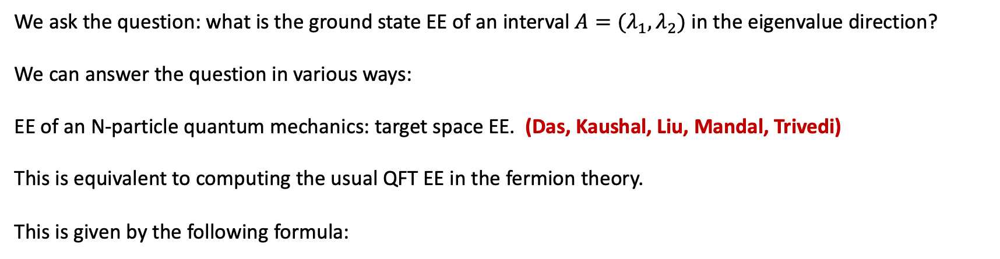 We ask the question: what is the ground state EE of an interval A = (λ₁, λ₂) in the eigenvalue direction?
We can answer the question in various ways:
EE of an N-particle quantum mechanics: target space EE. (Das, Kaushal, Liu, Mandal, Trivedi)
This is equivalent to computing the usual QFT EE in the fermion theory.
This is given by the following formula: